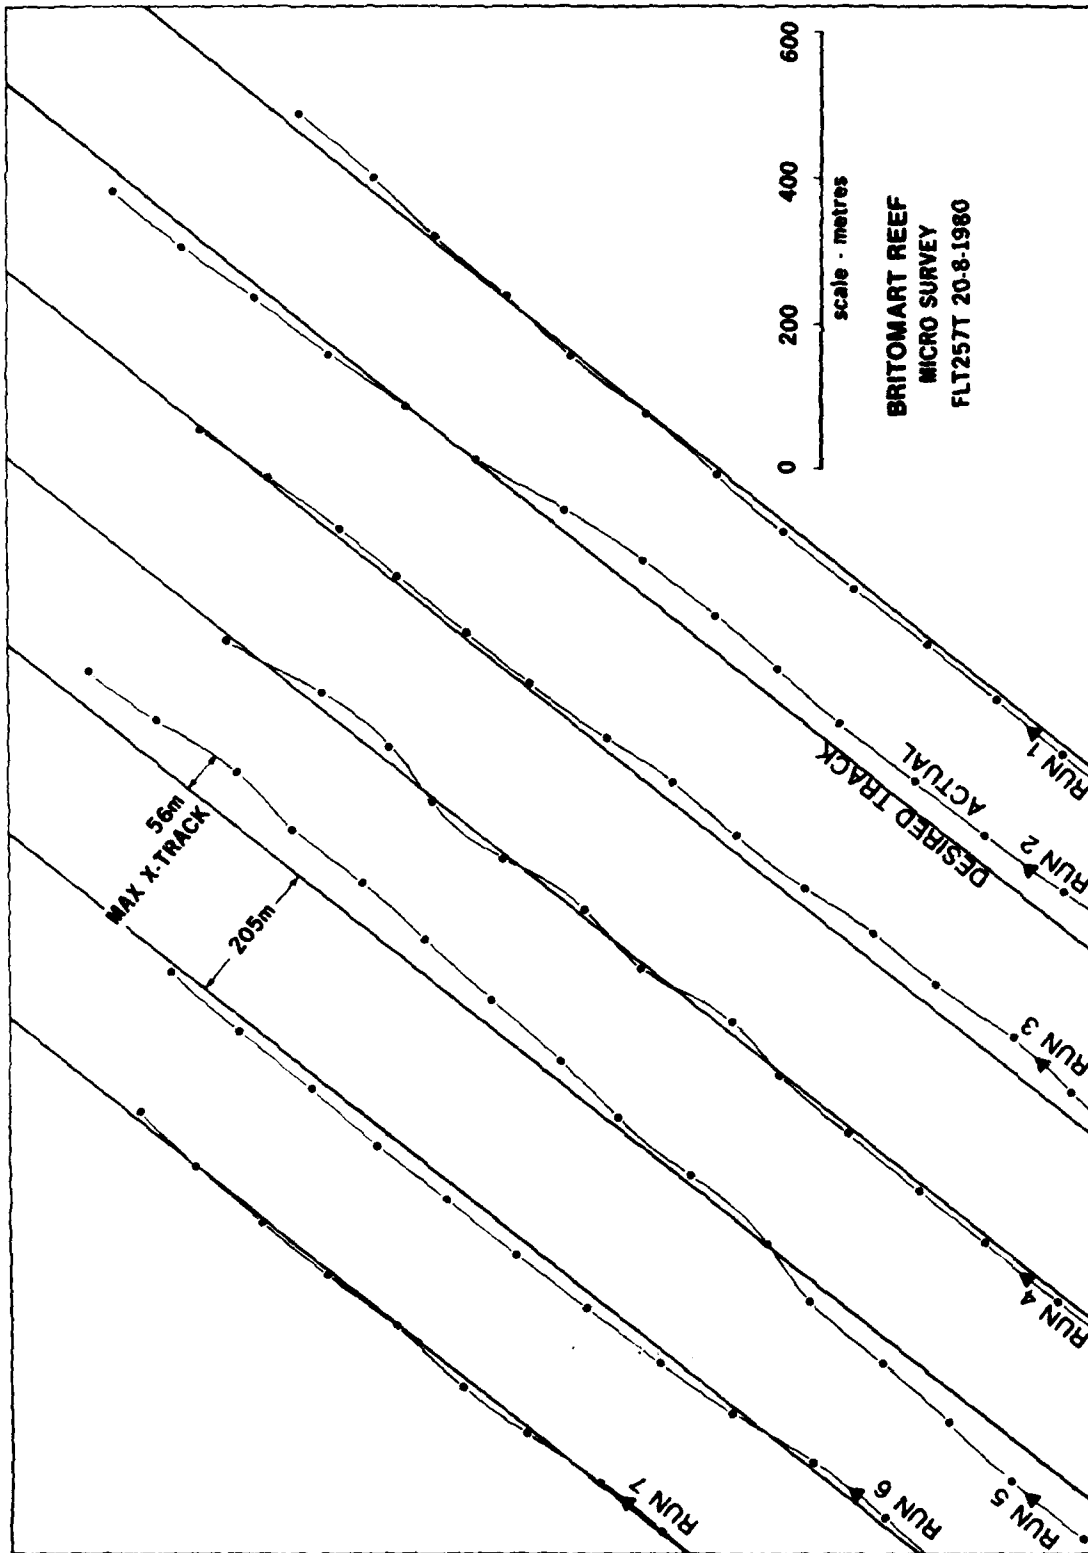 MAX X-TRACK
56m
205m
0 200 400 600
scale - metres
BRITOMART REEF
MICRO SURVEY
FLT257T 20-8-1980
DESIRED TRACK
ACTUAL
RUN 1
RUN 2
RUN 3
RUN 4
RUN 5
RUN 6
RUN 7